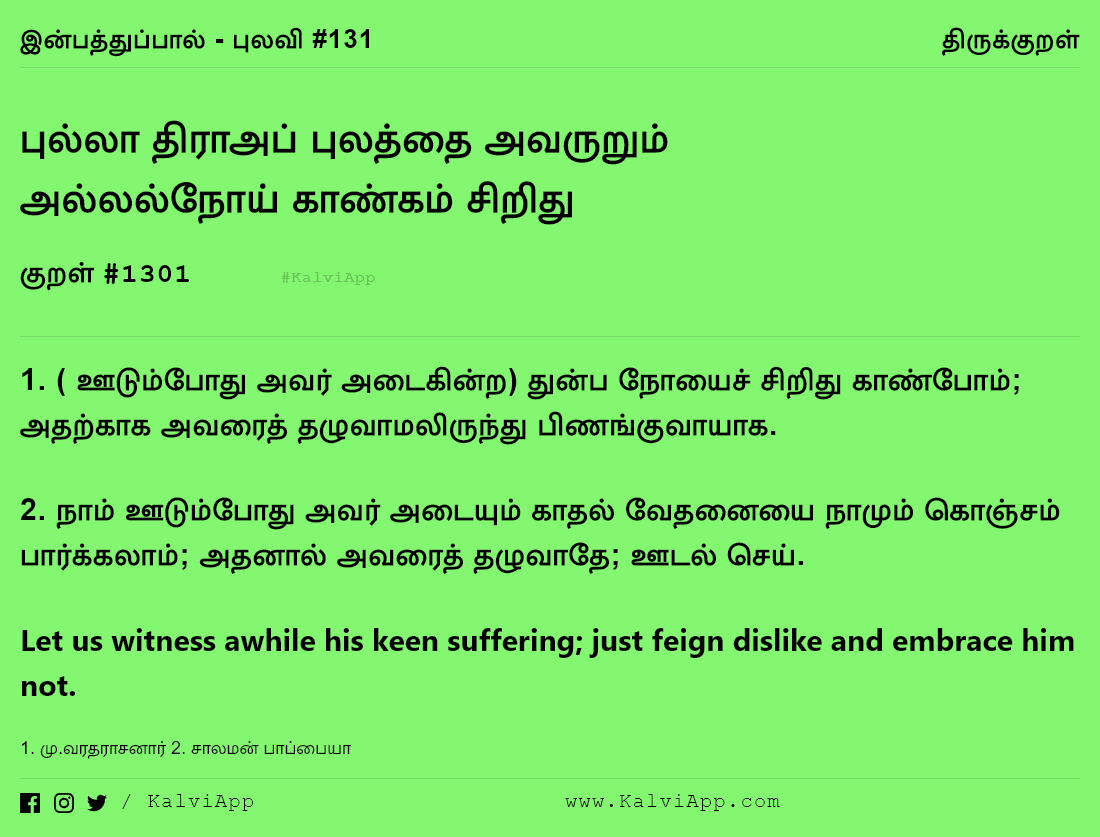 இன்பத்துப்பால் - புலவி #131
திருக்குறள்
புல்லா திராஅப் புலத்தை அவருறும்
அல்லல்நோய் காண்கம் சிறிது
குறள் #1301
#KalviApp
1. ( ஊடும்போது அவர் அடைகின்ற) துன்ப நோயைச் சிறிது காண்போம்;
அதற்காக அவரைத் தழுவாமலிருந்து பிணங்குவாயாக.
2. நாம் ஊடும்போது அவர் அடையும் காதல் வேதனையை நாமும் கொஞ்சம்
பார்க்கலாம்; அதனால் அவரைத் தழுவாதே; ஊடல் செய்.
Let us witness awhile his keen suffering; just feign dislike and embrace him
not.
1. மு.வரதராசனார் 2. சாலமன் பாப்பையா
/ KalviApp
www.KalviApp.com